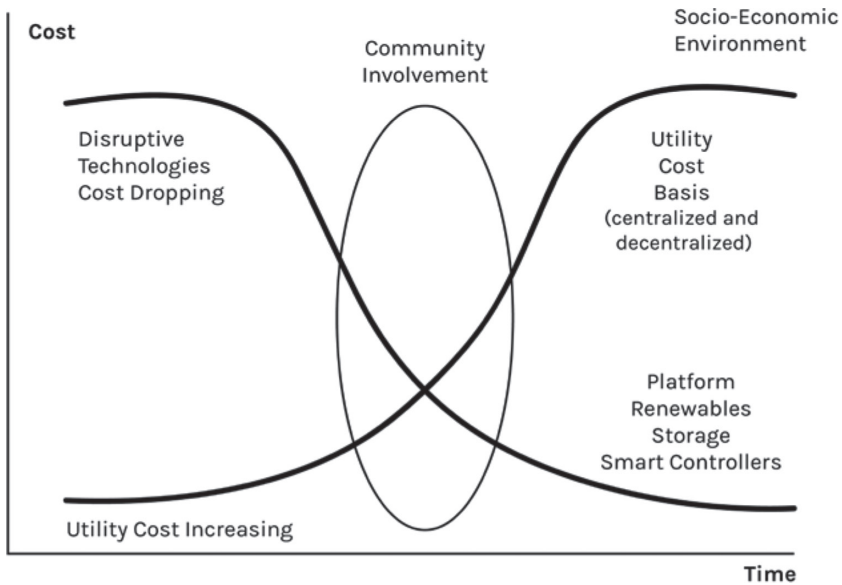 Cost
Socio-Economic
Environment
Community
Involvement
Disruptive
Technologies
Cost Dropping
Utility
Cost
Basis
(centralized and
decentralized)
Platform
Renewables
Storage
Smart Controllers
Utility Cost Increasing
Time